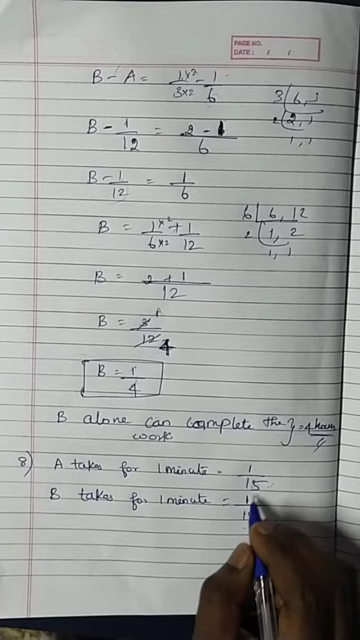 PAGE NO.
DATE : / /
B - A = 1×2/3×2 - 1/6
3 | 6, 3
2 | 2, 1
1, 1
B - 1/12 = 2 - 1/6
B - 1/12 = 1/6
B = 1×2/6×2 + 1/12
6 | 6, 12
2 | 1, 2
1, 1
B = 2 + 1/12
B = 3 1/12 4
B = 1/4
B alone can complete the } = 4 hours
work
8) A takes for 1 minute = 1/15
B takes for 1 minute =